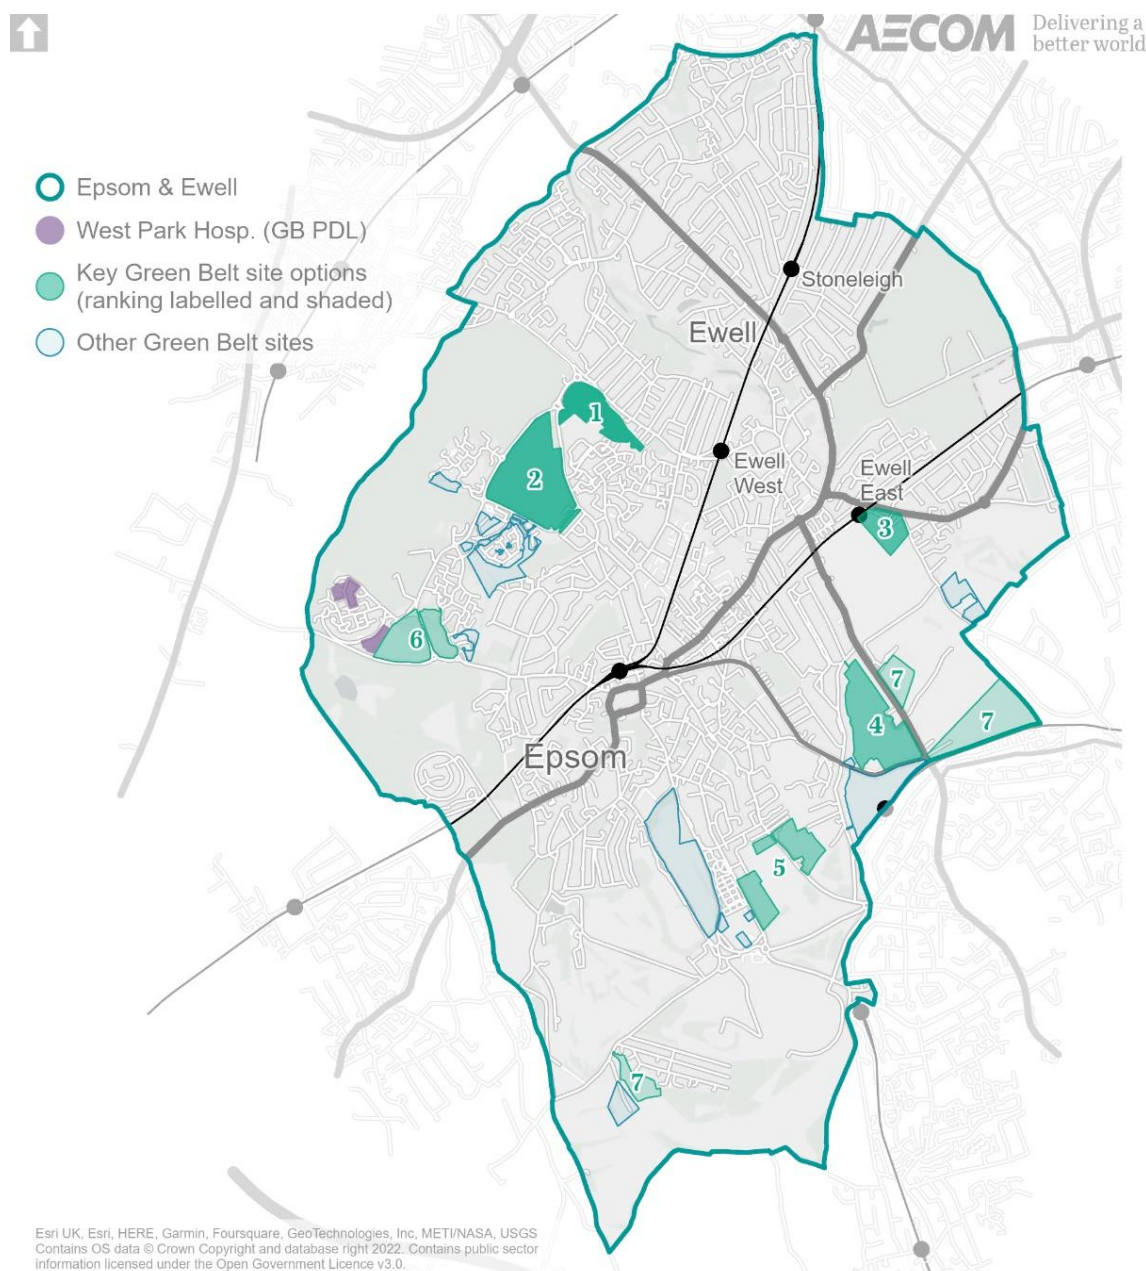 AECOM
Delivering a
better world
Epsom & Ewell
West Park Hosp. (GB PDL)
Key Green Belt site options
(ranking labelled and shaded)
Other Green Belt sites
Stoneleigh
Ewell
1
2
Ewell
West
Ewell
East
3
6
7
4
7
Epsom
5
7
Esri UK, Esri, HERE, Garmin, Foursquare, GeoTechnologies, Inc, METI/NASA, USGS
Contains OS data © Crown Copyright and database right 2022. Contains public sector
information licensed under the Open Government Licence v3.0.